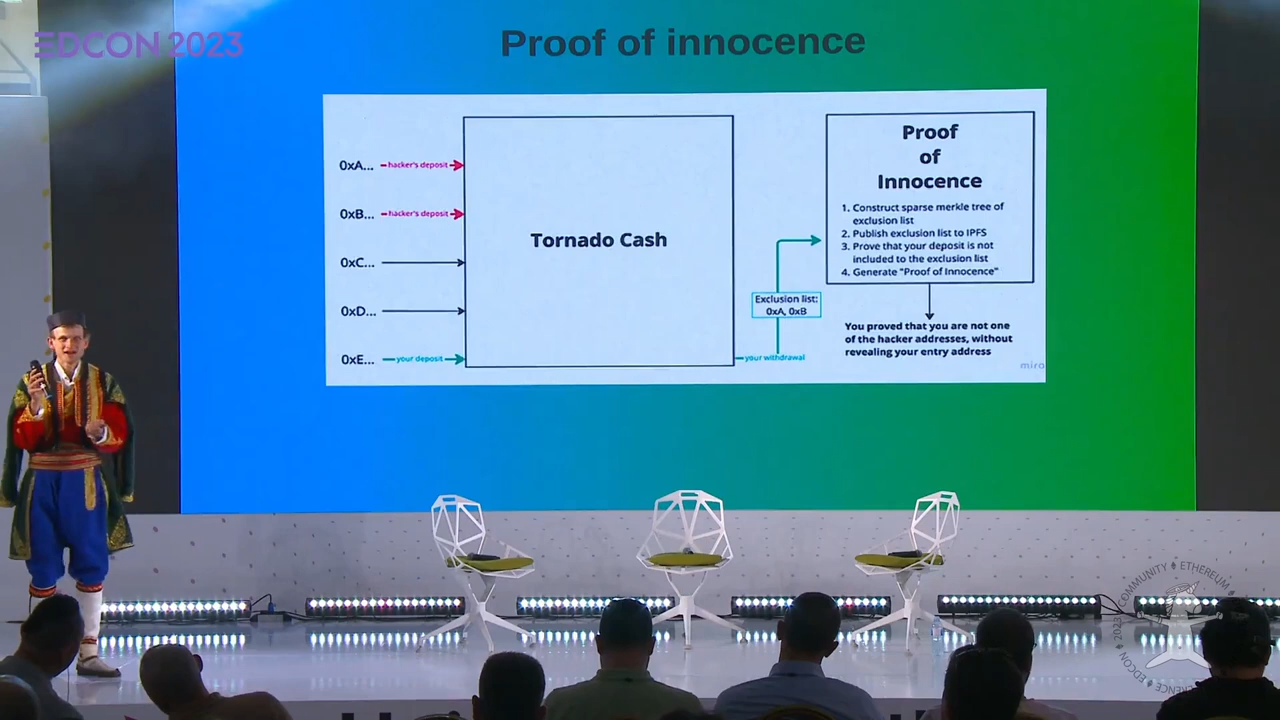 EDCON 2023
Proof of innocence
0xA...
hacker's deposit
0xB...
hacker's deposit
0xC...
0xD...
0xE...
your deposit
Tornado Cash
your withdrawal
Exclusion list:
0xA, 0xB
Proof
of
Innocence
1. Construct sparse merkle tree of
exclusion list
2. Publish exclusion list to IPFS
3. Prove that your deposit is not
included to the exclusion list
4. Generate "Proof of Innocence"
You proved that you are not one
of the hacker addresses, without
revealing your entry address
miro
COMMUNITY ETHEREUM
EDCON 2023